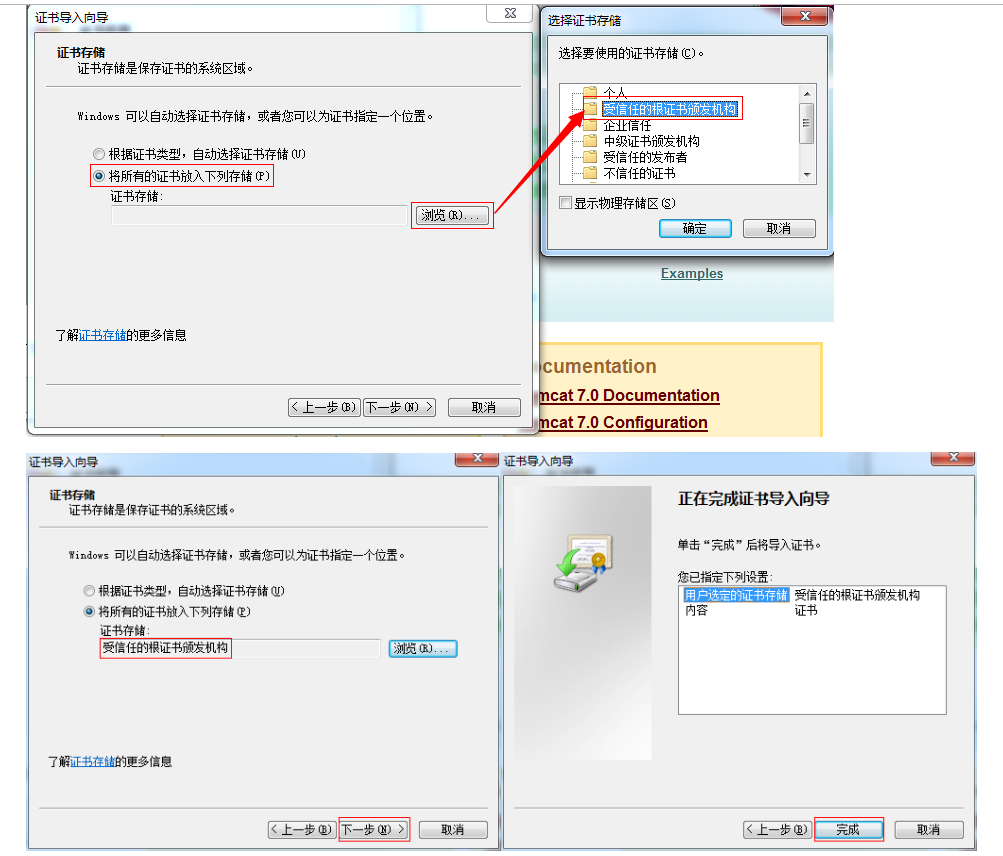 证书导入向导
证书存储
证书存储是保存证书的系统区域。
Windows 可以自动选择证书存储，或者您可以为证书指定一个位置。
根据证书类型，自动选择证书存储(U)
将所有的证书放入下列存储(P)
证书存储:
浏览(R)...
了解证书存储的更多信息
< 上一步(B) 下一步(N) > 取消
选择证书存储
选择要使用的证书存储(C)。
个人
受信任的根证书颁发机构
企业信任
中级证书颁发机构
受信任的发布者
不信任的证书
显示物理存储区(S)
确定 取消
Examples
cumentation
mcat 7.0 Documentation
mcat 7.0 Configuration
证书导入向导
证书存储
证书存储是保存证书的系统区域。
Windows 可以自动选择证书存储，或者您可以为证书指定一个位置。
根据证书类型，自动选择证书存储(U)
将所有的证书放入下列存储(P)
证书存储:
受信任的根证书颁发机构
浏览(R)...
了解证书存储的更多信息
< 上一步(B) 下一步(N) > 取消
证书导入向导
正在完成证书导入向导
单击“完成”后将导入证书。
您已指定下列设置:
用户选定的证书存储 受信任的根证书颁发机构
内容 证书
< 上一步(B) 完成 取消